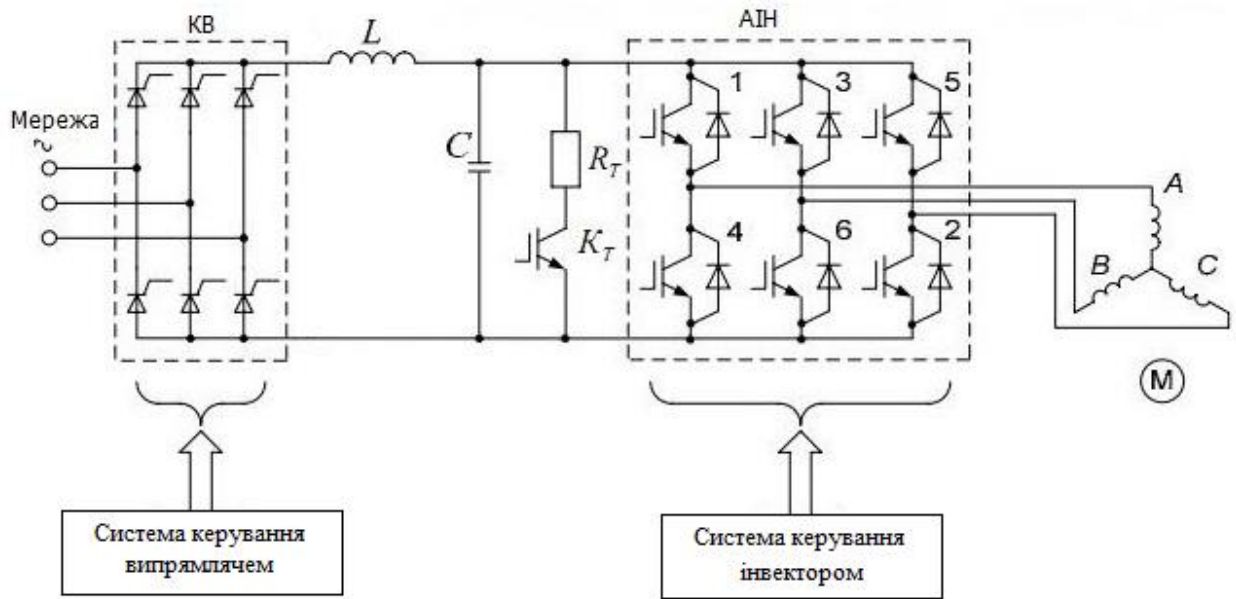 КВ
L
АІН
1
3
5
Мережа
~
C
R_T
K_T
4
6
2
A
B
C
M
Система керування
випрямлячем
Система керування
інвектором